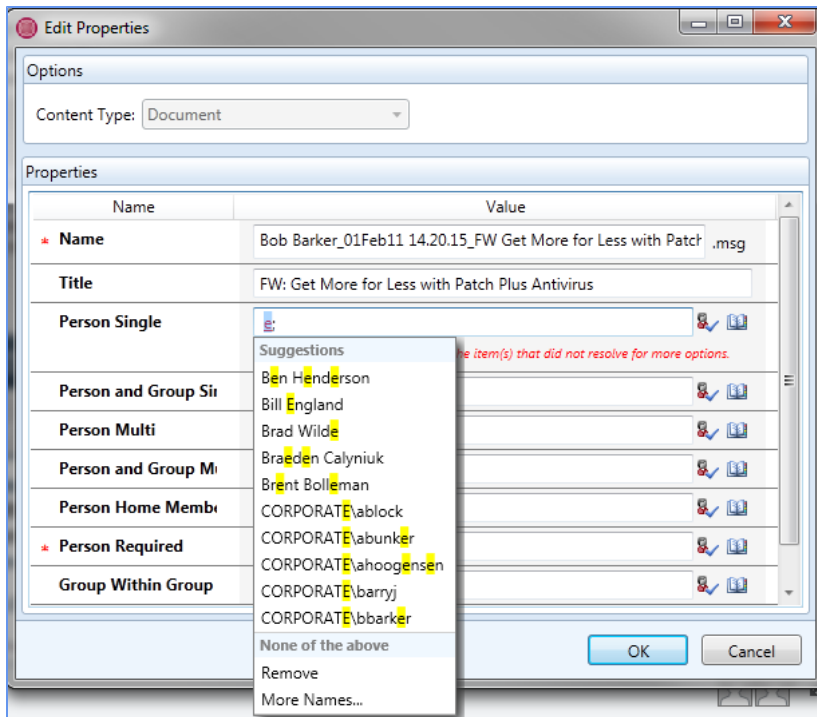 Edit Properties
Options
Content Type: Document
Properties
Name Value
* Name Bob Barker_01Feb11 14.20.15_FW Get More for Less with Patch .msg
Title FW: Get More for Less with Patch Plus Antivirus
Person Single e;
Suggestions
he item(s) that did not resolve for more options.
Ben Henderson
Person and Group Sin
Bill England
Person Multi
Brad Wilde
Braeden Calyniuk
Person and Group Mu
Brent Bolleman
Person Home Membe
CORPORATE\ablock
CORPORATE\abunker
* Person Required
CORPORATE\ahoogensen
Group Within Group
CORPORATE\barryj
CORPORATE\bbarker
None of the above
OK Cancel
Remove
More Names...